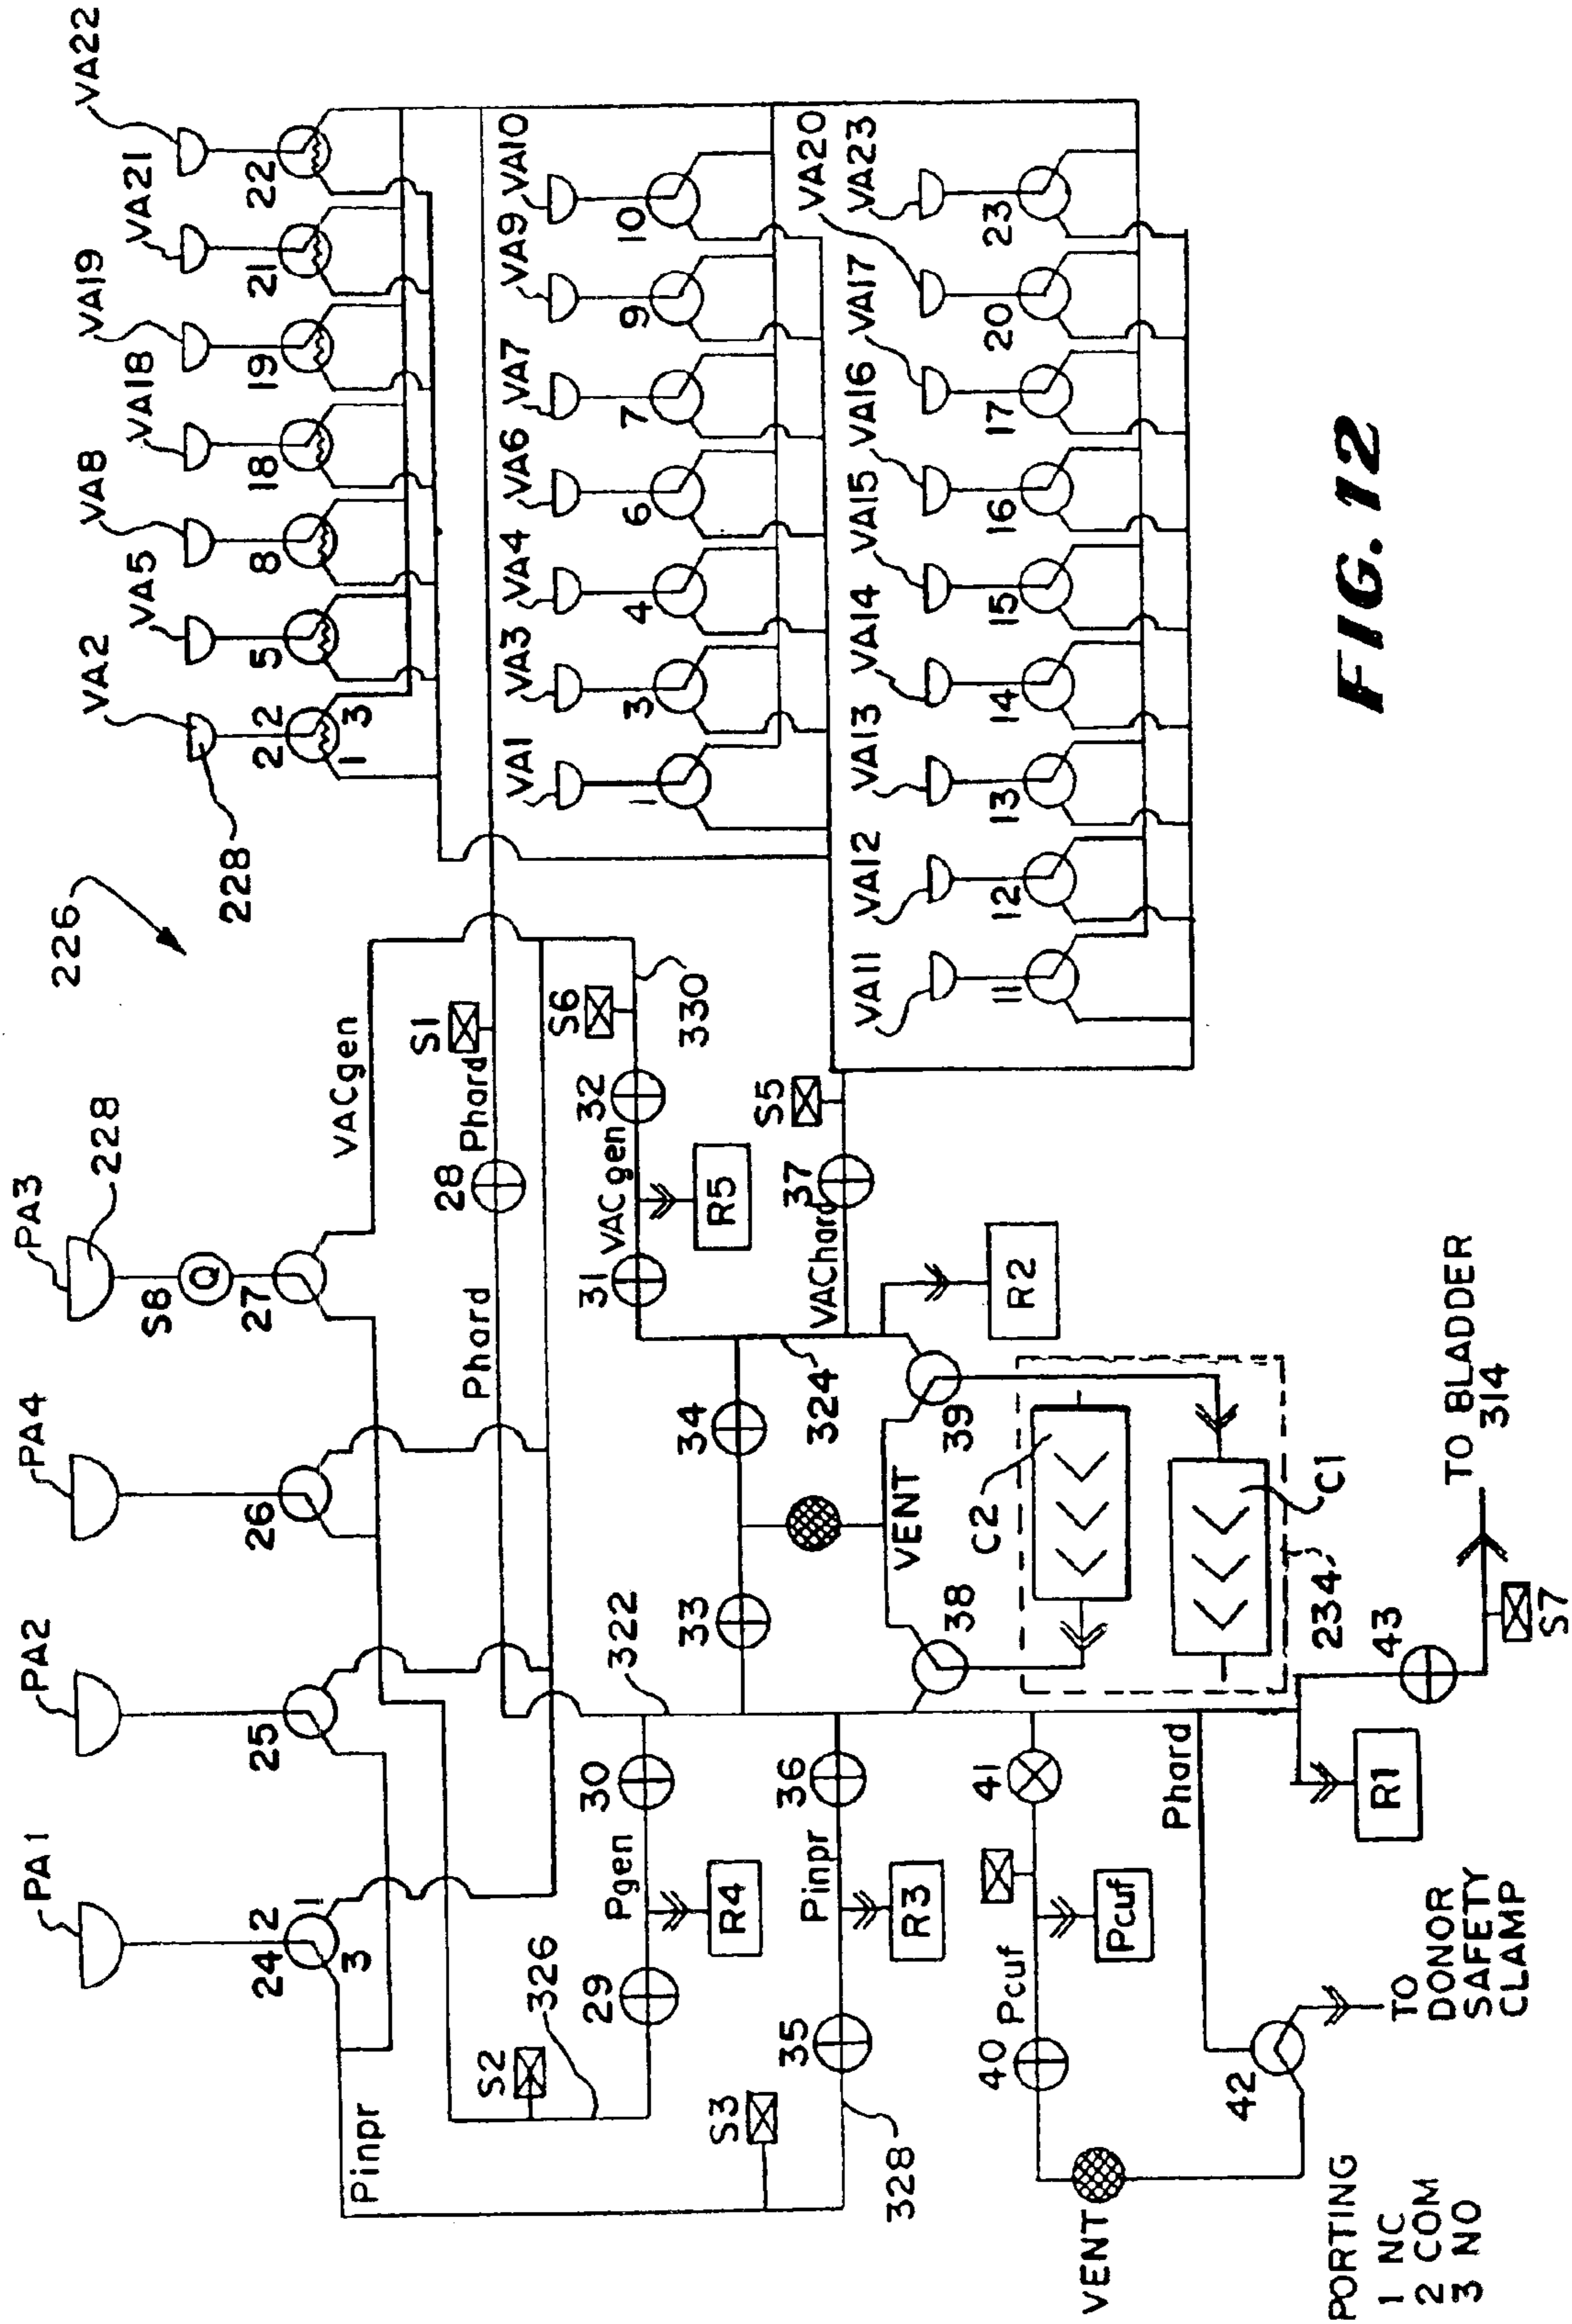 226
PA1
PA2
PA4
PA3
228
VA2
228
VA5
VA8
VA18
VA19
VA21
VA22
24
2
1
3
25
26
S8
Q
27
VACgen
2
2
1
3
5
8
18
19
21
22
Pinpr
S2
326
29
Pgen
30
R4
322
Phard
28
Phard
S1
S6
330
31
VACgen
32
R5
VA1
VA3
VA4
VA6
VA7
VA9
VA10
1
3
4
6
7
9
10
S3
328
35
Pinpr
36
R3
33
34
324
VENT
VAChard
37
S5
R2
38
39
VA11
VA12
VA13
VA14
VA15
VA16
VA17
VA20
VA23
11
12
13
14
15
16
17
20
23
40
Pcuf
41
Pcuf
C2
C1
234
VENT
42
Phard
TO
DONOR
SAFETY
CLAMP
R1
43
S7
TO BLADDER
314
PORTING
1 NC
2 COM
3 NO
FIG. 12